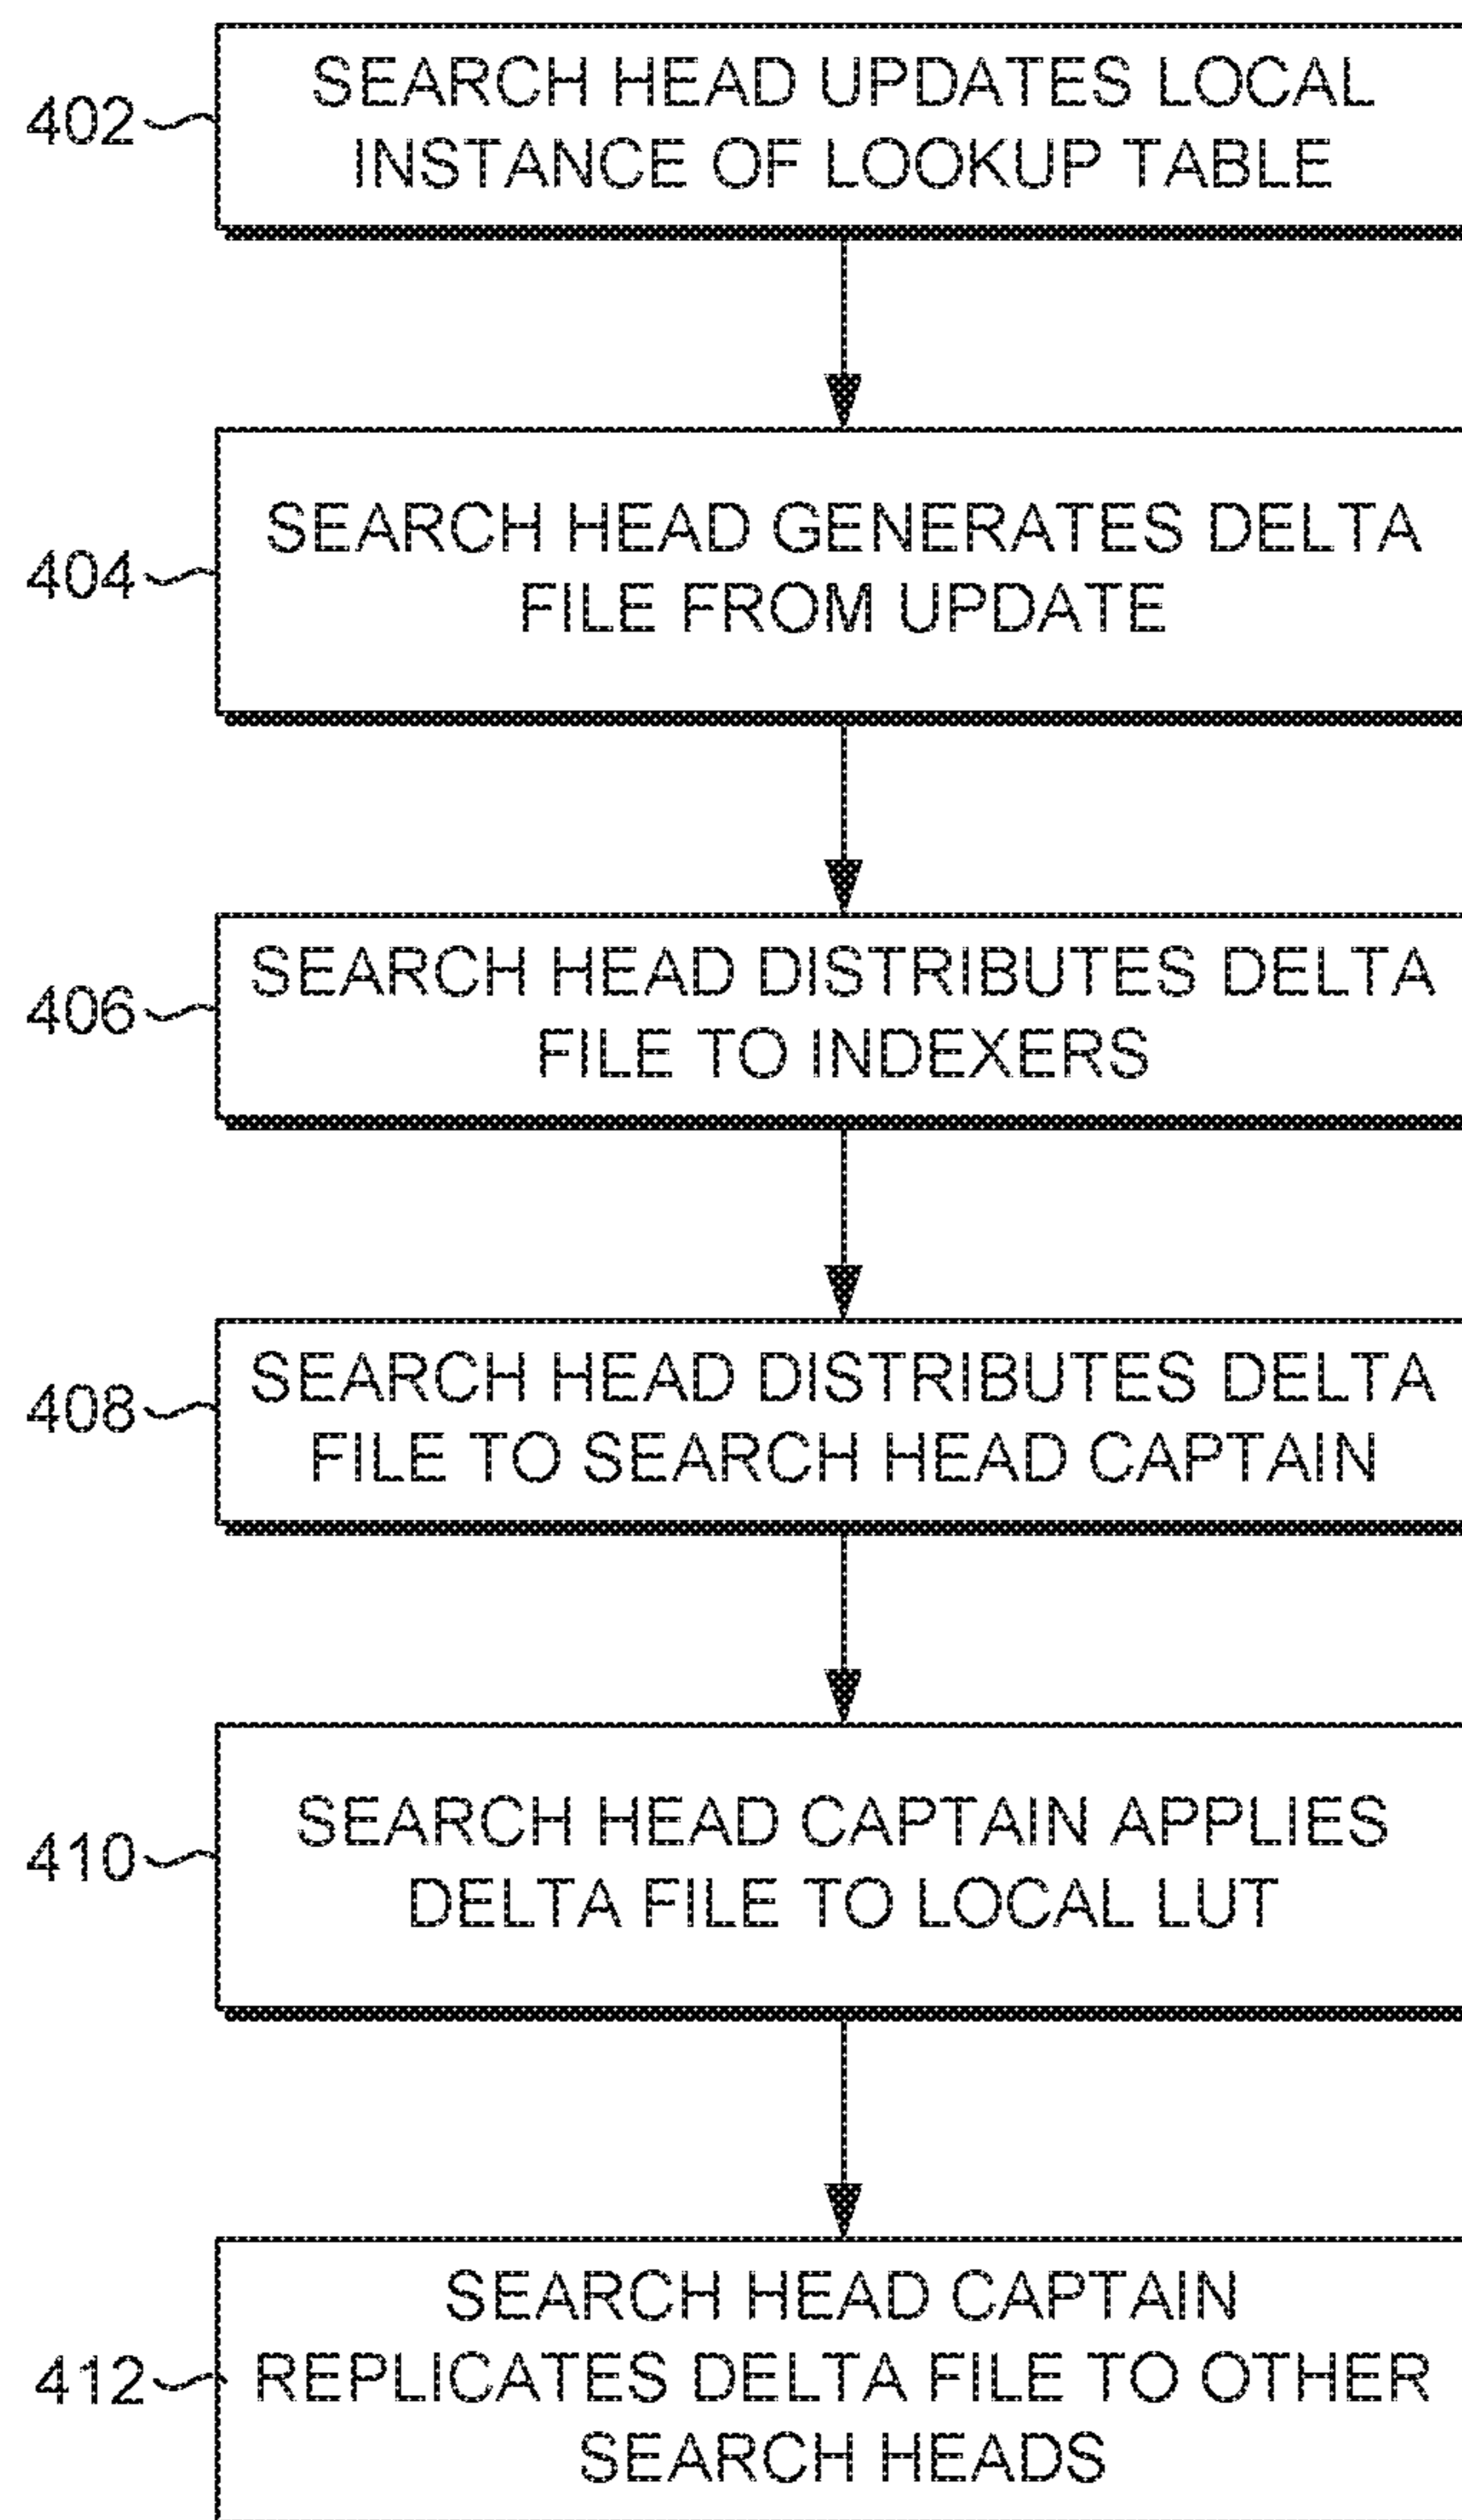 402
SEARCH HEAD UPDATES LOCAL
INSTANCE OF LOOKUP TABLE
404
SEARCH HEAD GENERATES DELTA
FILE FROM UPDATE
406
SEARCH HEAD DISTRIBUTES DELTA
FILE TO INDEXERS
408
SEARCH HEAD DISTRIBUTES DELTA
FILE TO SEARCH HEAD CAPTAIN
410
SEARCH HEAD CAPTAIN APPLIES
DELTA FILE TO LOCAL LUT
412
SEARCH HEAD CAPTAIN
REPLICATES DELTA FILE TO OTHER
SEARCH HEADS